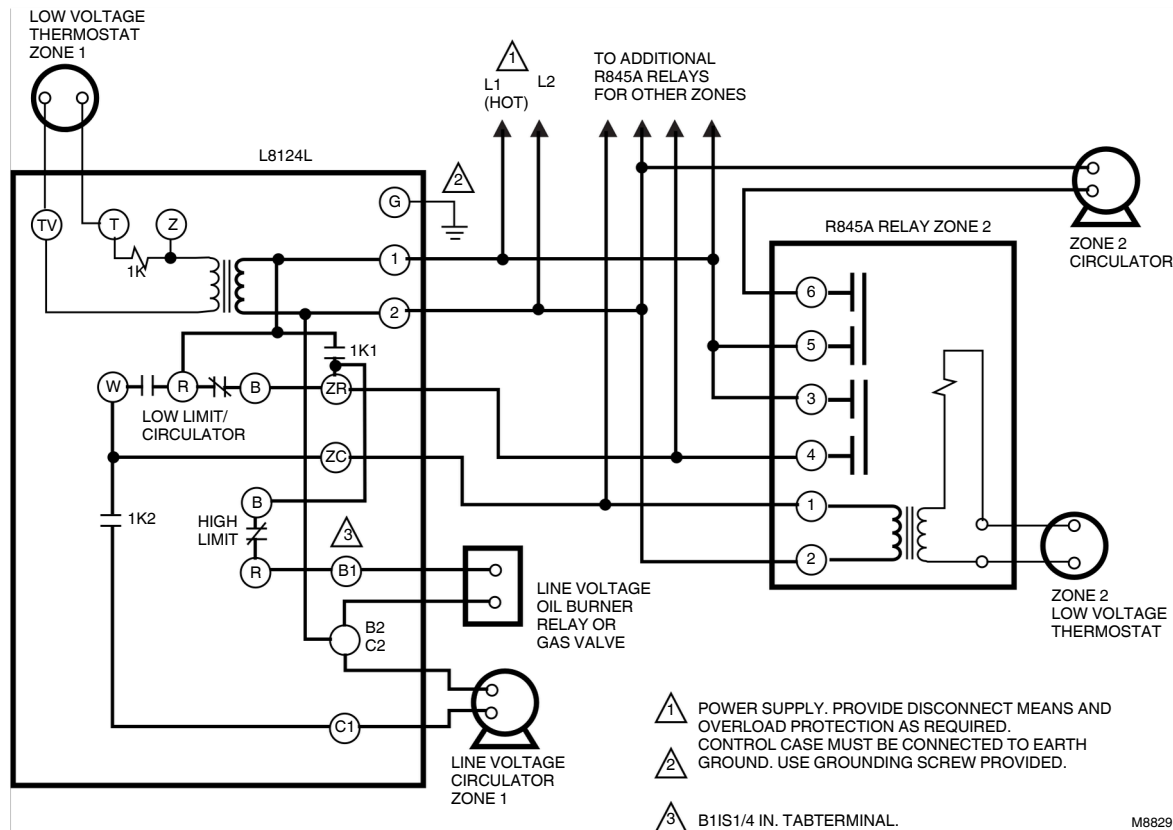 LOW VOLTAGE
THERMOSTAT
ZONE 1
1
L1
(HOT)
L2
TO ADDITIONAL
R845A RELAYS
FOR OTHER ZONES
L8124L
2
G
TV
T
Z
1K
1
2
1K1
W
R
B
ZR
LOW LIMIT/
CIRCULATOR
ZC
1K2
B
HIGH
LIMIT
R
3
B1
B2
C2
C1
LINE VOLTAGE
OIL BURNER
RELAY OR
GAS VALVE
LINE VOLTAGE
CIRCULATOR
ZONE 1
R845A RELAY ZONE 2
6
5
3
4
1
2
ZONE 2
CIRCULATOR
ZONE 2
LOW VOLTAGE
THERMOSTAT
1 POWER SUPPLY. PROVIDE DISCONNECT MEANS AND
OVERLOAD PROTECTION AS REQUIRED.
2 CONTROL CASE MUST BE CONNECTED TO EARTH
GROUND. USE GROUNDING SCREW PROVIDED.
3 B1IS1/4 IN. TABTERMINAL.
M8829